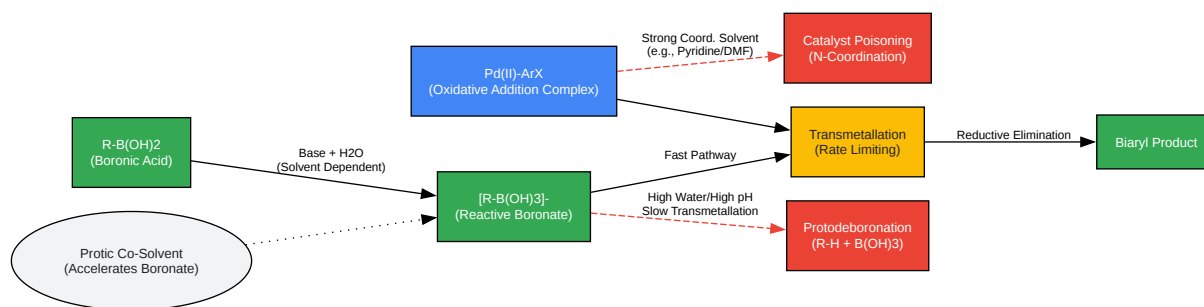 R-B(OH)2
(Boronic Acid)
Protic Co-Solvent
(Accelerates Boronate)
Base + H2O
(Solvent Dependent)
Pd(II)-ArX
(Oxidative Addition Complex)
[R-B(OH)3]-
(Reactive Boronate)
Strong Coord. Solvent
(e.g., Pyridine/DMF)
Fast Pathway
High Water/High pH
Slow Transmetallation
Catalyst Poisoning
(N-Coordination)
Transmetallation
(Rate Limiting)
Protodeboronation
(R-H + B(OH)3)
Reductive Elimination
Biaryl Product